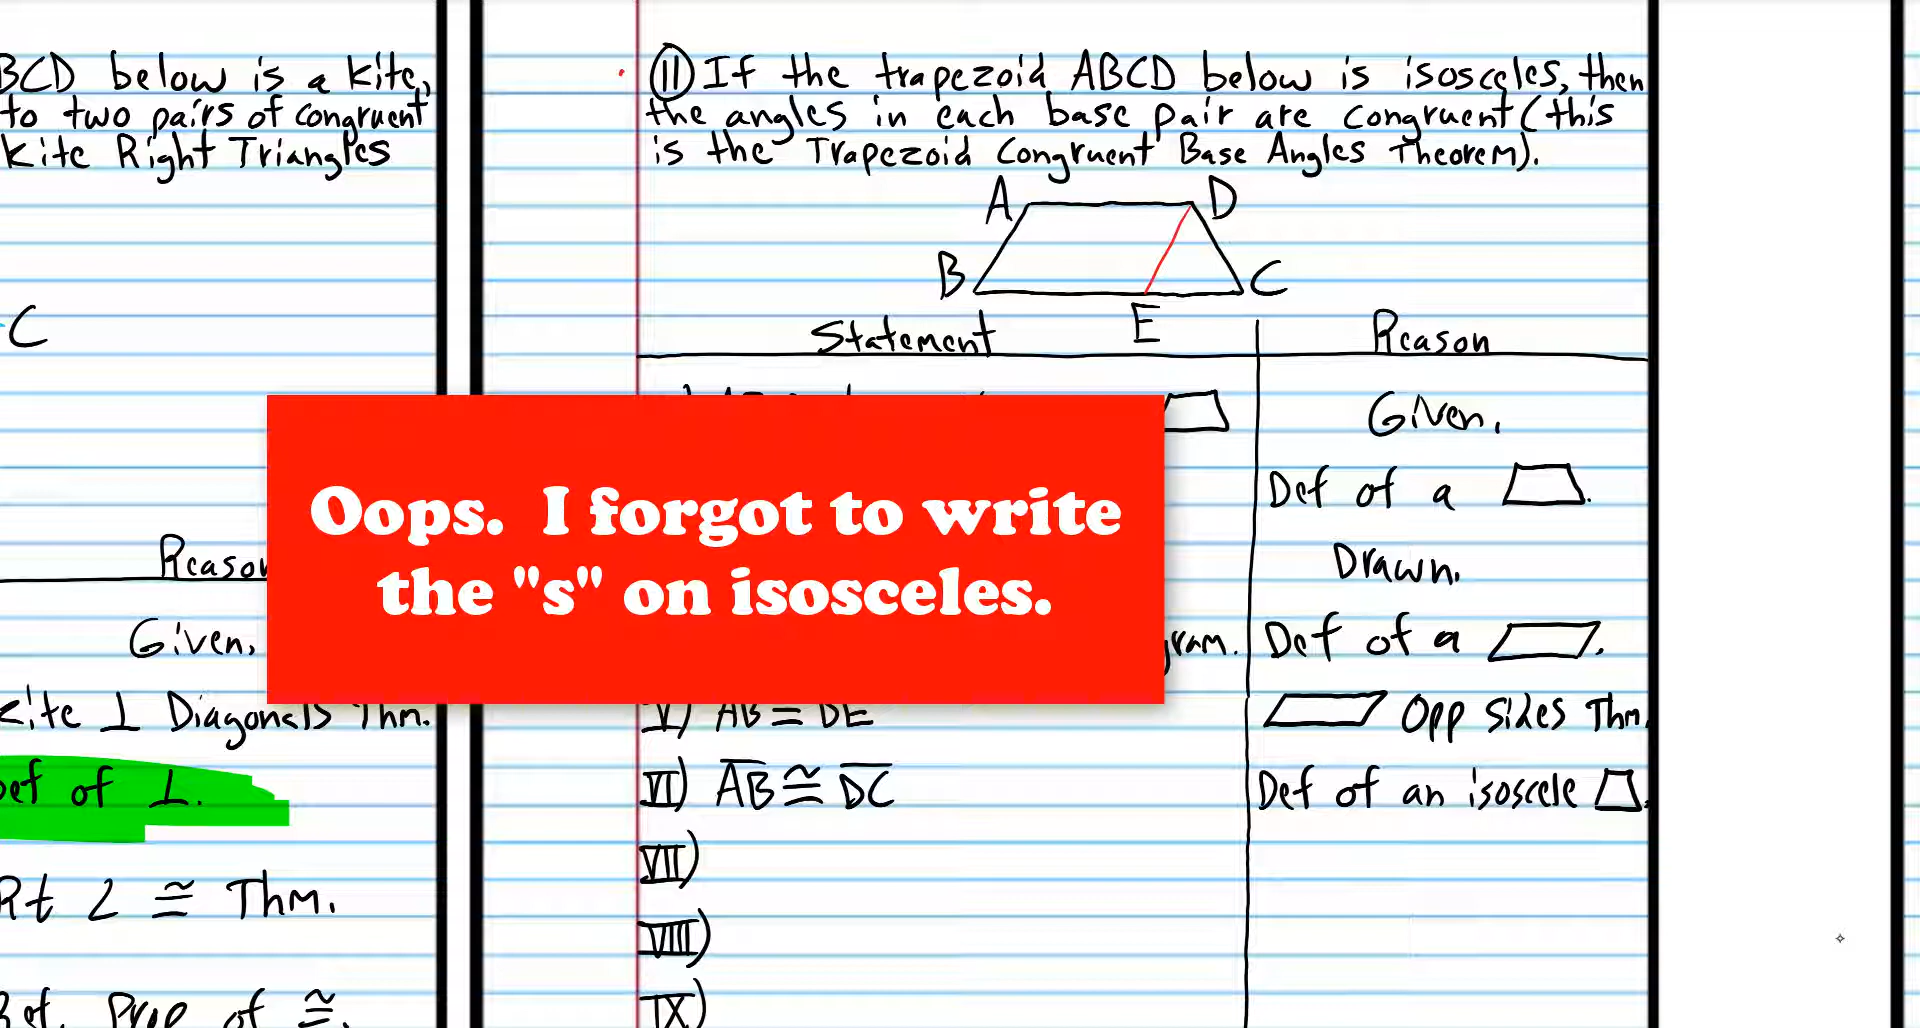 BCD below is a kite,
to two pairs of congruent
Kite Right Triangles
C
Reason
Given.
Kite ⊥ Diagonals Thm.
Def of ⊥.
Rt ∠ ≅ Thm.
Ref. Prop of ≅.
(11) If the trapezoid ABCD below is isosceles, then
the angles in each base pair are congruent (this
is the Trapezoid Congruent Base Angles Theorem).
A D
B C
E
Statement Reason
Given.
Def of a ⏢.
Drawn.
gram. Def of a ▱.
V) AB ≅ DE ▱ Opp sides Thm.
VI) AB ≅ DC Def of an isoscele ⏢.
VII)
VIII)
IX)
Oops. I forgot to write
the "s" on isosceles.